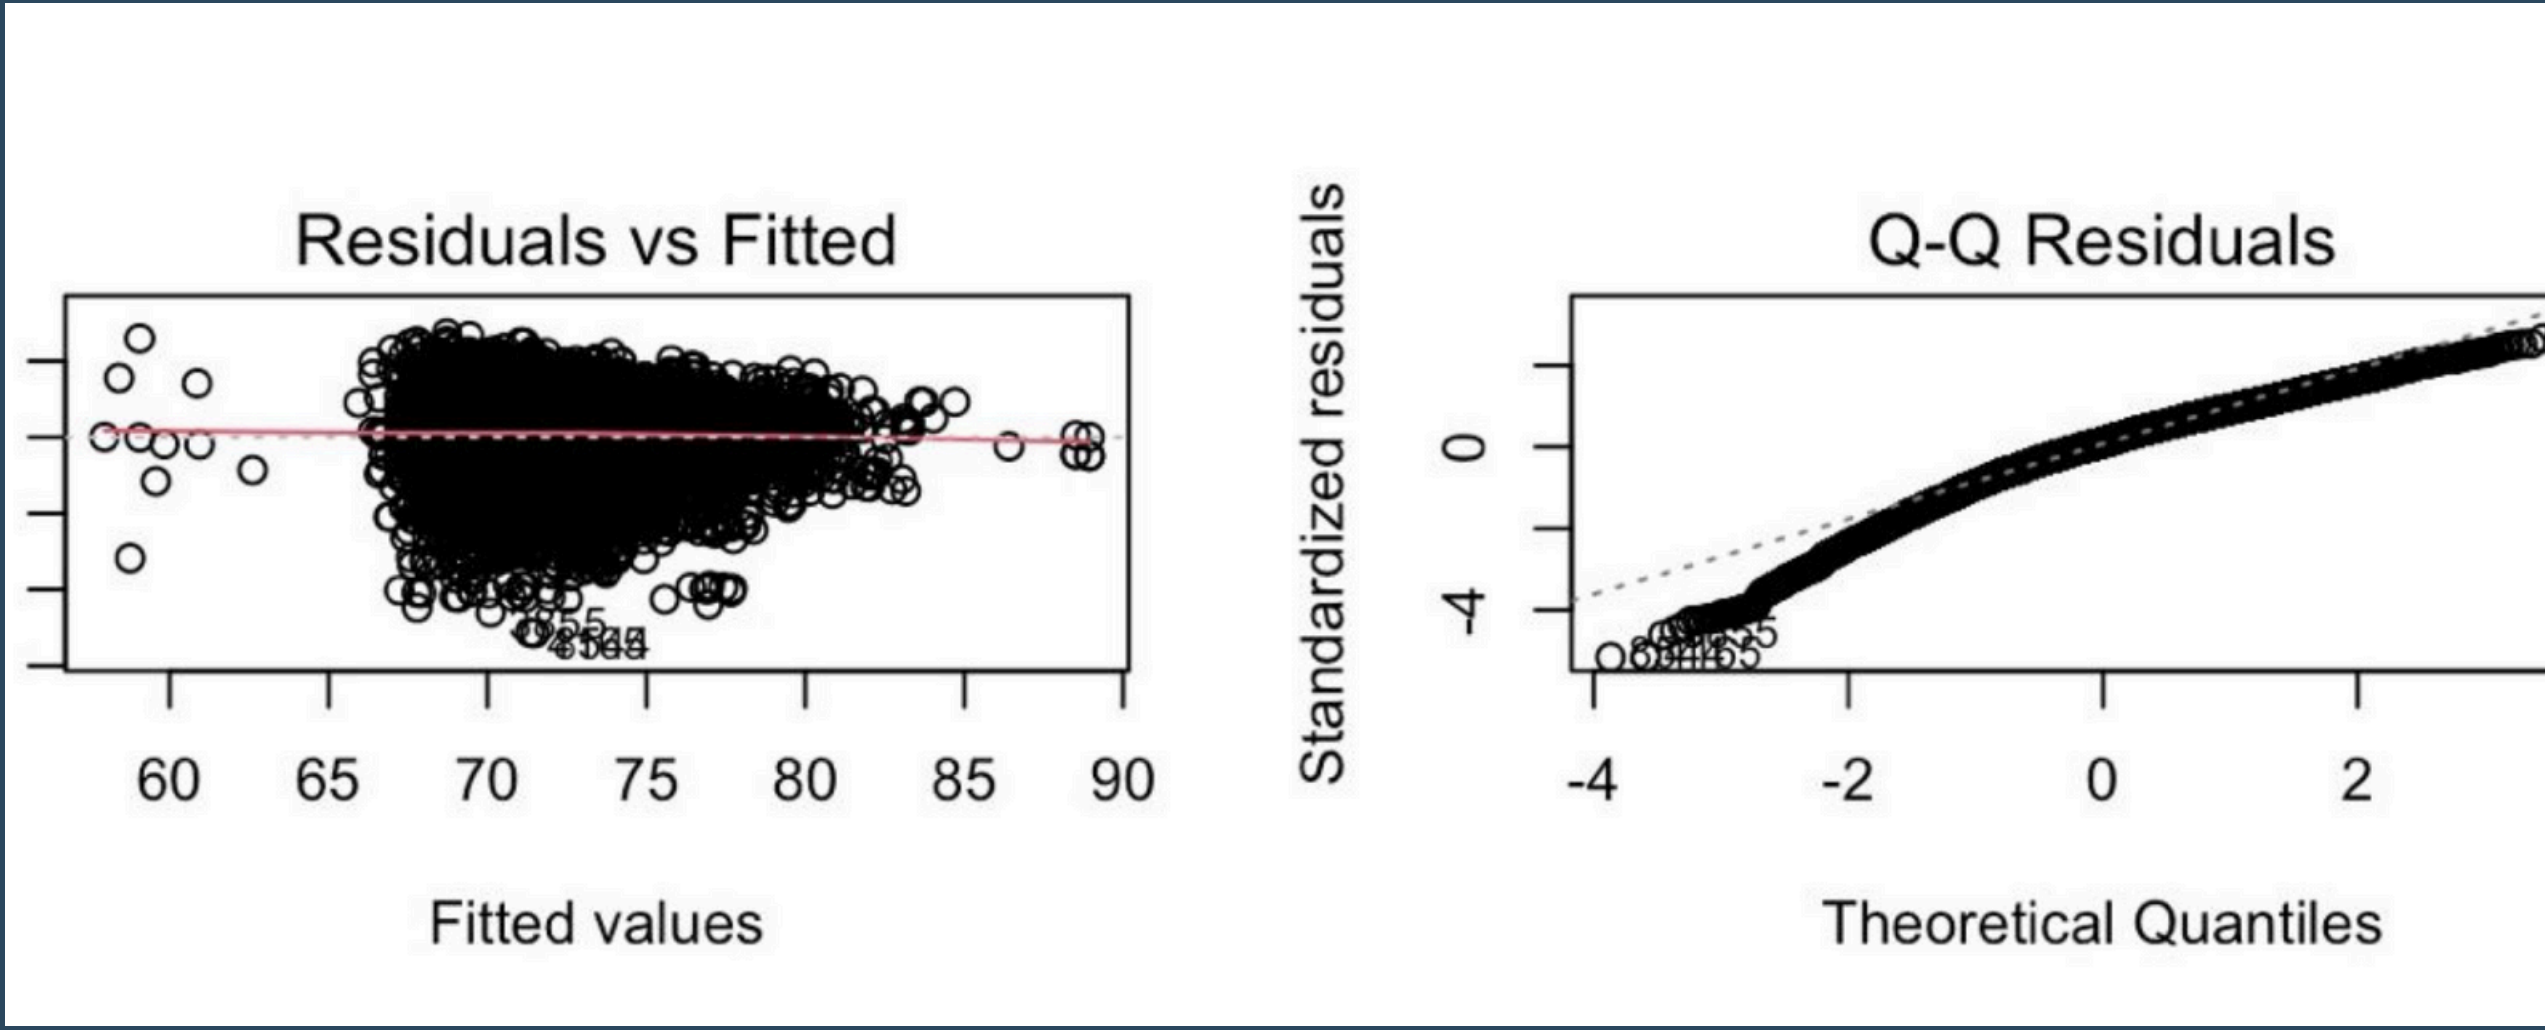 Residuals vs Fitted
60 65 70 75 80 85 90
Fitted values
Q-Q Residuals
Standardized residuals
0
-4
-4 -2 0 2
Theoretical Quantiles